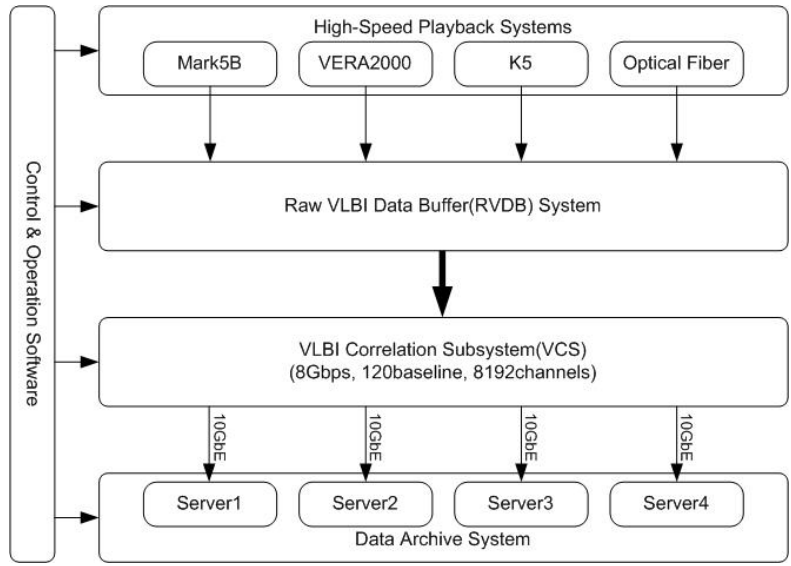 High-Speed Playback Systems
Mark5B
VERA2000
K5
Optical Fiber
Control & Operation Software
Raw VLBI Data Buffer(RVDB) System
VLBI Correlation Subsystem(VCS)
(8Gbps, 120baseline, 8192channels)
10GbE
10GbE
10GbE
10GbE
Server1
Server2
Server3
Server4
Data Archive System